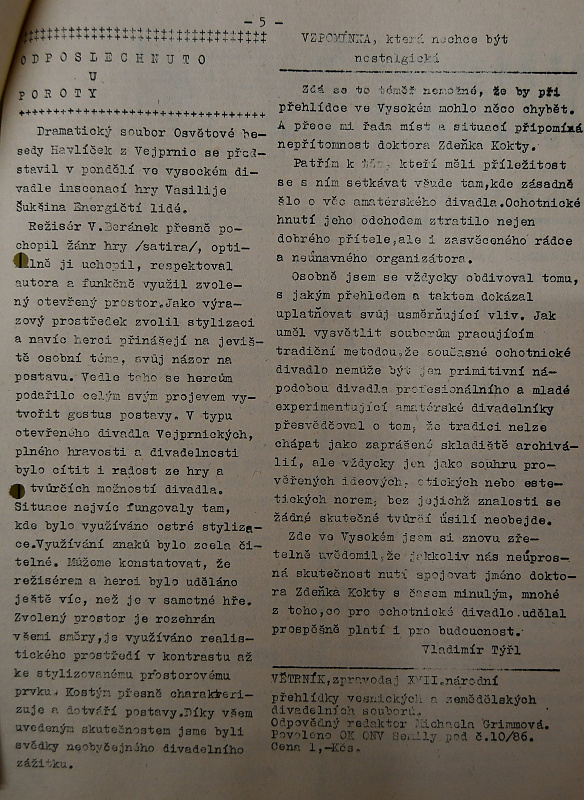 - 5 -
ODPOSLECHNUTO
U
POROTY
Dramatický soubor Osvětové be-
sedy Havlíček z Vejprnic se před-
stavil v pondělí ve vysockém di-
vadle inscenací hry Vasilije
Šukšina Energičtí lidé.
Režisér V.Beránek přesně po-
chopil žánr hry /satira/, opti-
málně ji uchopil, respektoval
autora a funkčně využil zvole-
ný otevřený prostor.Jako výra-
zový prostředek zvolil stylizaci
a navíc herci přinášejí na jeviš-
tě osobní téma, svůj názor na
postavu. Vedle toho se hercům
podařilo celým svým projevem vy-
tvořit gestus postavy. V typu
otevřeného divadla Vejprnických,
plného hravosti a divadelnosti
bylo cítit i radost ze hry a
tvůrčích možností divadla.
Situace nejvíc fungovaly tam,
kde bylo využíváno ostré styliza-
ce.Využívání znaků bylo zcela či-
telné. Můžeme konstatovat, že
režisérem a herci bylo uděláno
ještě víc, než je v samotné hře.
Zvolený prostor je rozehrán
všemi směry,je využíváno realis-
tického prostředí v kontrastu až
ke stylizovanému prostorovému
prvku. Kostým přesně charakteri-
zuje a dotváří postavy.Díky všem
uvedeným skutečnostem jsme byli
svědky neobyčejného divadelního
zážitku.
VZPOMÍNKA, která nechce být
nostalgická
Zdá se to téměř nemožné, že by při
přehlídce ve Vysokém mohlo něco chybět.
A přece mi řada míst a situací připomíná
nepřítomnost doktora Zdeňka Kokty.
Patřím k těm, kteří měli příležitost
se s ním setkávat všude tam,kde zásadně
šlo o věc amatérského divadla.Ochotnické
hnutí jeho odchodem ztratilo nejen
dobrého přítele,ale i zasvěceného rádce
a neúnavného organizátora.
Osobně jsem se vždycky obdivoval tomu,
s jakým přehledem a taktem dokázal
uplatňovat svůj usměrňující vliv. Jak
uměl vysvětlit souborům pracujícím
tradiční metodou,že současné ochotnické
divadlo nemůže být jen primitivní ná-
podobou divadla profesionálního a mladé
experimentující amatérské divadelníky
přesvědčoval o tom, že tradici nelze
chápat jako zaprášené skladiště archivá-
lií, ale vždycky jen jako souhru pro-
věřených ideových, etických nebo este-
tických norem, bez jejichž znalosti se
žádné skutečné tvůrčí úsilí neobejde.
Zde ve Vysokém jsem si znovu zře-
telně uvědomil,že jakkoliv nás neúpros-
ná skutečnost nutí spojovat jméno dokto-
ra Zdeňka Kokty s časem minulým, mnohé
z toho,co pro ochotnické divadlo udělal
prospěšně platí i pro budoucnost.
Vladimír Týřl
VĚTRNÍK,zpravodaj XVII.národní
přehlídky vesnických a zemědělských
divadelních souborů.
Odpovědný redaktor Michaela Grimmová.
Povoleno OK ONV Semily pod č.10/86.
Cena 1,-Kčs.